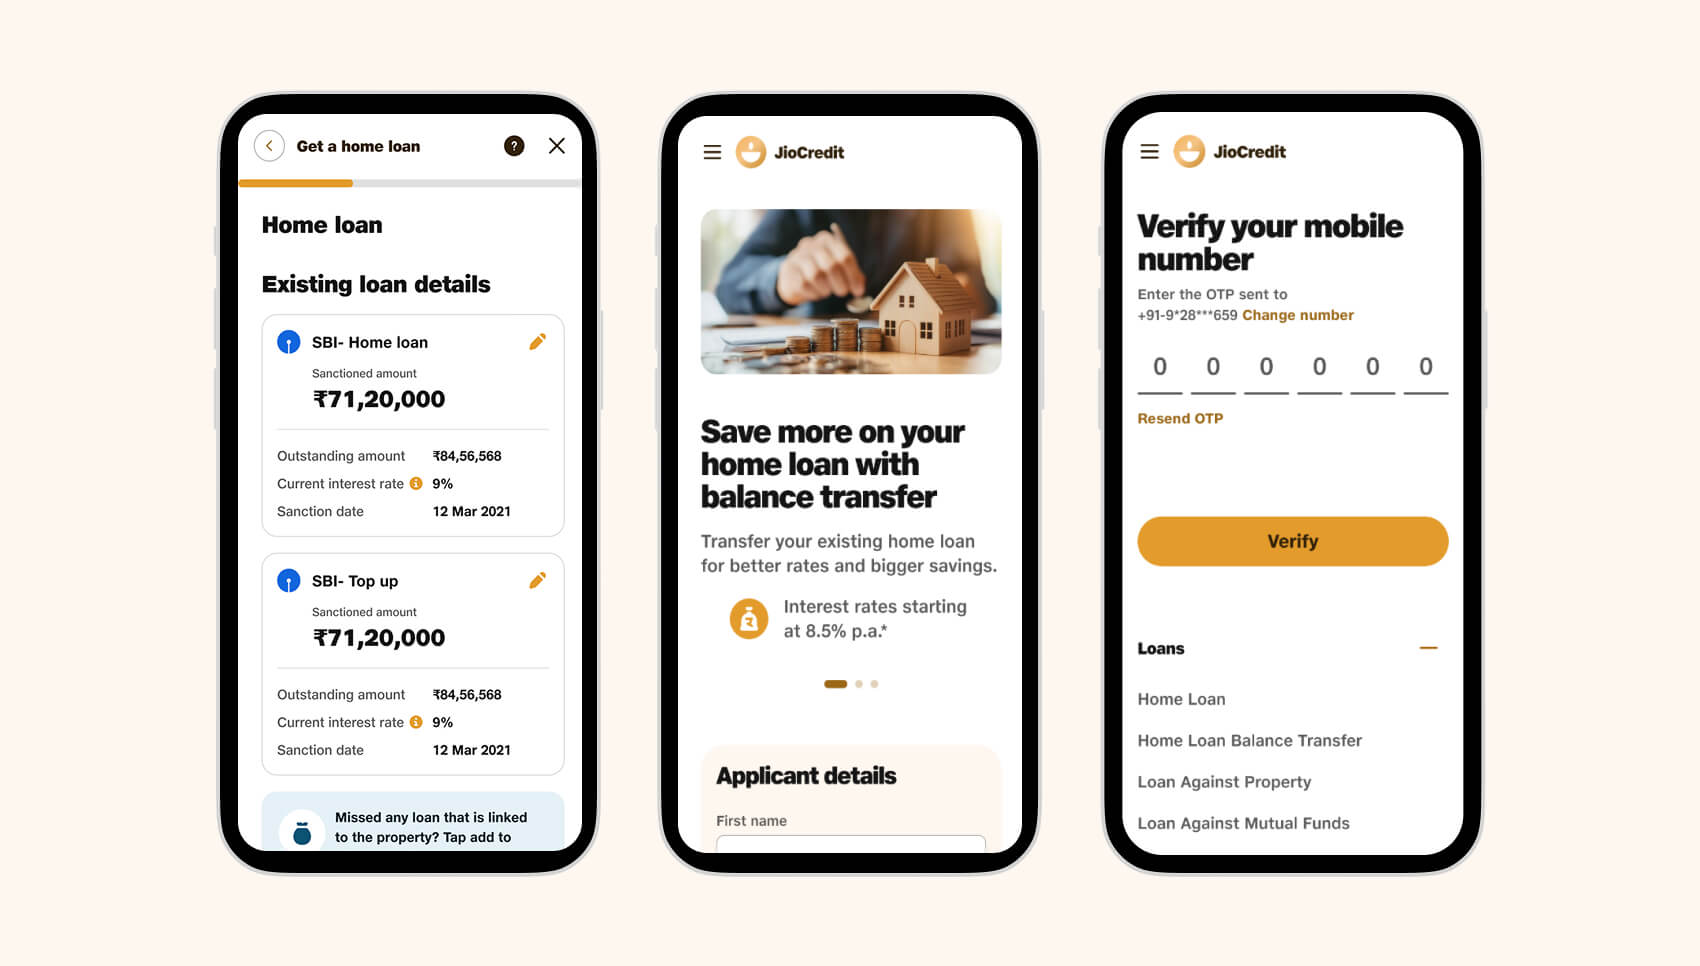 Get a home loan
?
Home loan
Existing loan details
SBI- Home loan
Sanctioned amount
₹71,20,000
Outstanding amount ₹84,56,568
Current interest rate i 9%
Sanction date 12 Mar 2021
SBI- Top up
Sanctioned amount
₹71,20,000
Outstanding amount ₹84,56,568
Current interest rate i 9%
Sanction date 12 Mar 2021
Missed any loan that is linked
to the property? Tap add to
JioCredit
Save more on your
home loan with
balance transfer
Transfer your existing home loan
for better rates and bigger savings.
₹
Interest rates starting
at 8.5% p.a.*
Applicant details
First name
JioCredit
Verify your mobile
number
Enter the OTP sent to
+91-9*28***659 Change number
0 0 0 0 0 0
Resend OTP
Verify
Loans
Home Loan
Home Loan Balance Transfer
Loan Against Property
Loan Against Mutual Funds